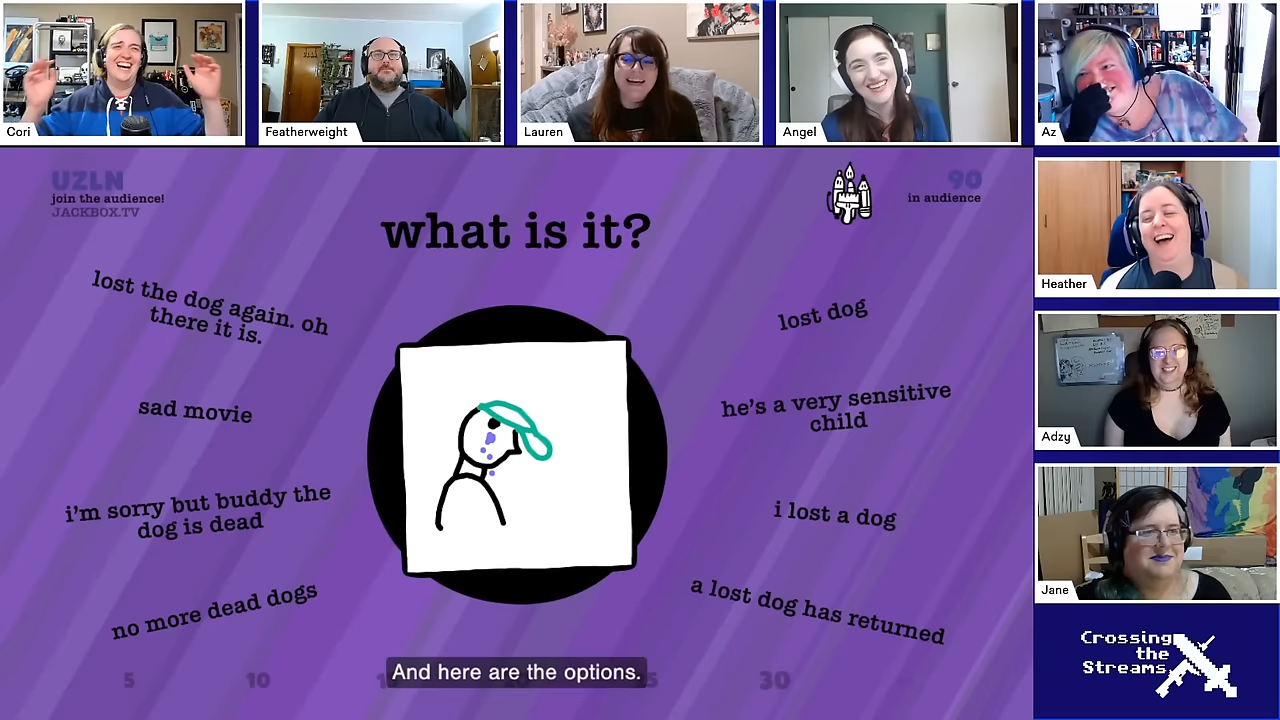 Cori
Featherweight
Lauren
Angel
Az
UZLN
join the audience!
JACKBOX.TV
90
in audience
what is it?
lost the dog again. oh
there it is.
sad movie
i'm sorry but buddy the
dog is dead
no more dead dogs
lost dog
he's a very sensitive
child
i lost a dog
a lost dog has returned
And here are the options.
5
10
30
Heather
Adzy
Jane
Crossing
the
Streams